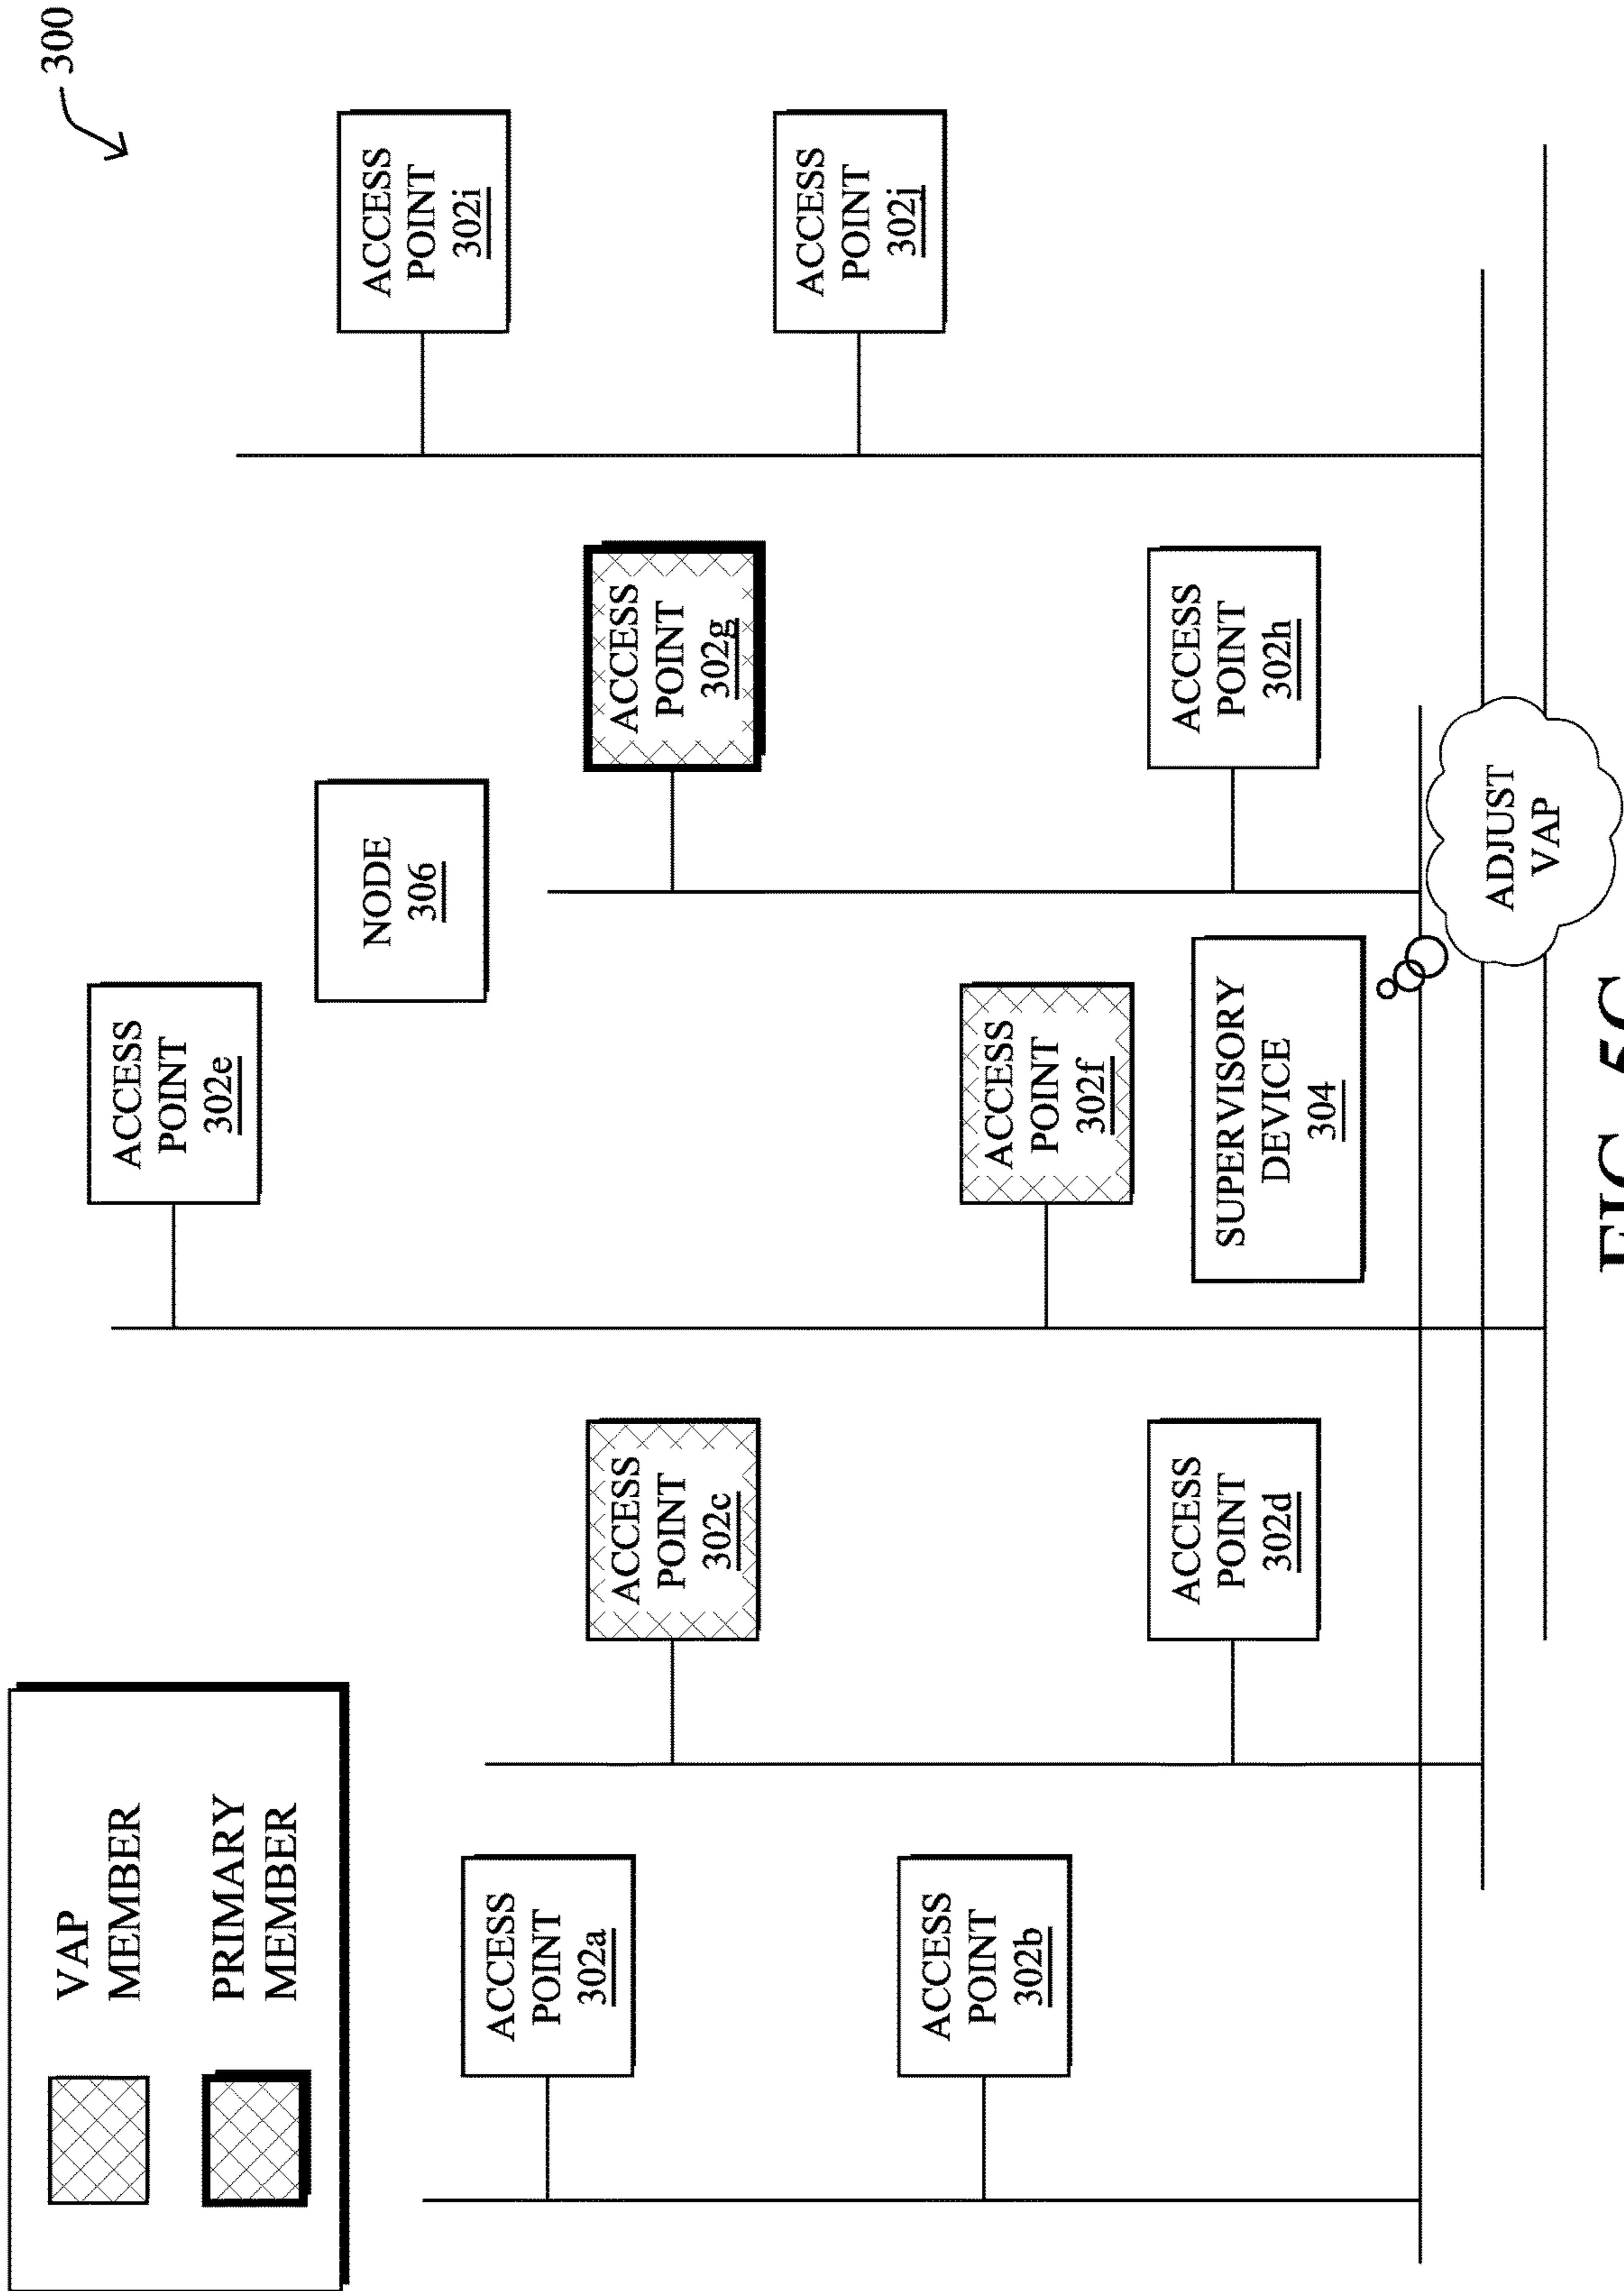 300
VAP
MEMBER
PRIMARY
MEMBER
ACCESS
POINT
302a
ACCESS
POINT
302b
ACCESS
POINT
302c
ACCESS
POINT
302d
ACCESS
POINT
302e
ACCESS
POINT
302f
NODE
306
SUPERVISORY
DEVICE
304
ACCESS
POINT
302g
ACCESS
POINT
302h
ACCESS
POINT
302i
ACCESS
POINT
302j
ADJUST
VAP
FIG. 5C